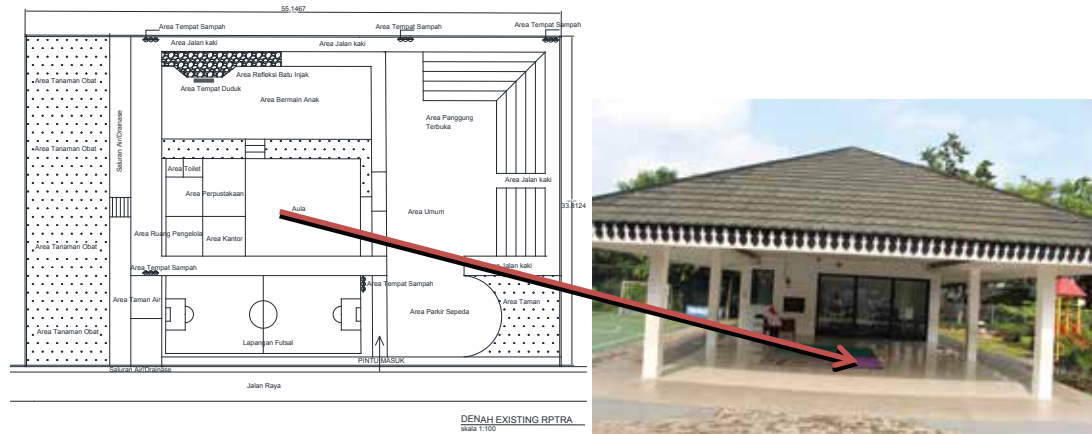 55.1467
Area Tempat Sampah
Area Tempat Sampah
Area Tempat Sampah
Area Jalan kaki
Area Jalan kaki
Area Refleksi Batu Injak
Area Tanaman Obat
Area Tempat Duduk
Area Bermain Anak
Area Panggung
Terbuka
Saluran Air/Drainase
Area Tanaman Obat
Area Toilet
Area Jalan kaki
Area Perpustakaan
Aula
33.8124
Area Tanaman Obat
Area Umum
Area Ruang Pengelola
Area Kantor
Area Tanaman Obat
Area Tempat Sampah
Jalan kaki
Area Tempat Sampah
Area Taman Air
Area Taman
Area Parkir Sepeda
Area Tanaman Obat
Lapangan Futsal
PINTU MASUK
Saluran Air/Drainase
Jalan Raya
DENAH EXISTING RPTRA
skala 1:100